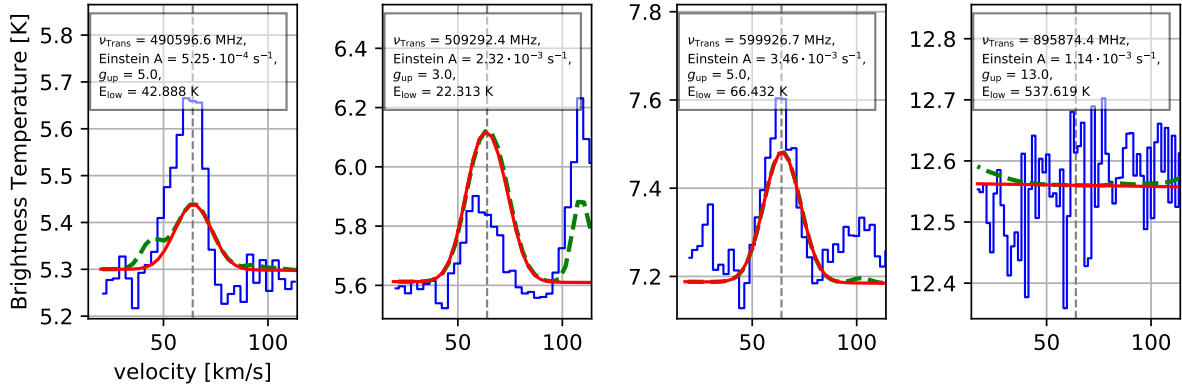 Brightness Temperature [K]
velocity [km/s]
5.8
5.7
5.6
5.5
5.4
5.3
5.2
50
100
ν_Trans = 490596.6 MHz,
Einstein A = 5.25 · 10⁻⁴ s⁻¹,
g_up = 5.0,
E_low = 42.888 K
6.4
6.2
6.0
5.8
5.6
50
100
ν_Trans = 509292.4 MHz,
Einstein A = 2.32 · 10⁻³ s⁻¹,
g_up = 3.0,
E_low = 22.313 K
7.8
7.6
7.4
7.2
50
100
ν_Trans = 599926.7 MHz,
Einstein A = 3.46 · 10⁻³ s⁻¹,
g_up = 5.0,
E_low = 66.432 K
12.8
12.7
12.6
12.5
12.4
50
100
ν_Trans = 895874.4 MHz,
Einstein A = 1.14 · 10⁻³ s⁻¹,
g_up = 13.0,
E_low = 537.619 K